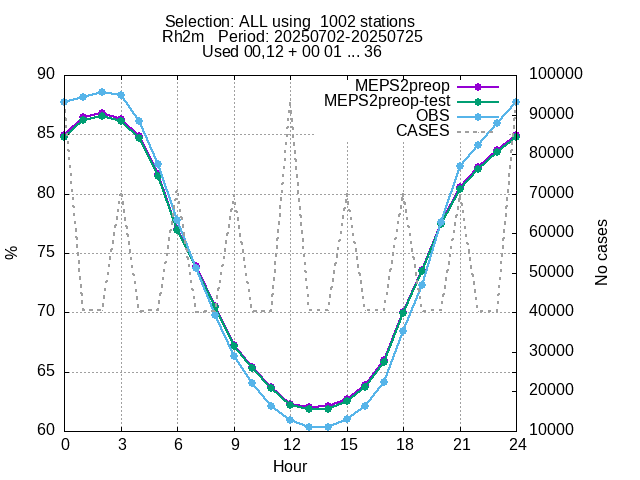 Selection: ALL using  1002 stations
Rh2m   Period: 20250702-20250725
Used 00,12 + 00 01 ... 36
MEPS2preop
MEPS2preop-test
OBS
CASES
90
85
80
75
70
65
60
%
100000
90000
80000
70000
60000
50000
40000
30000
20000
10000
No cases
0 3 6 9 12 15 18 21 24
Hour